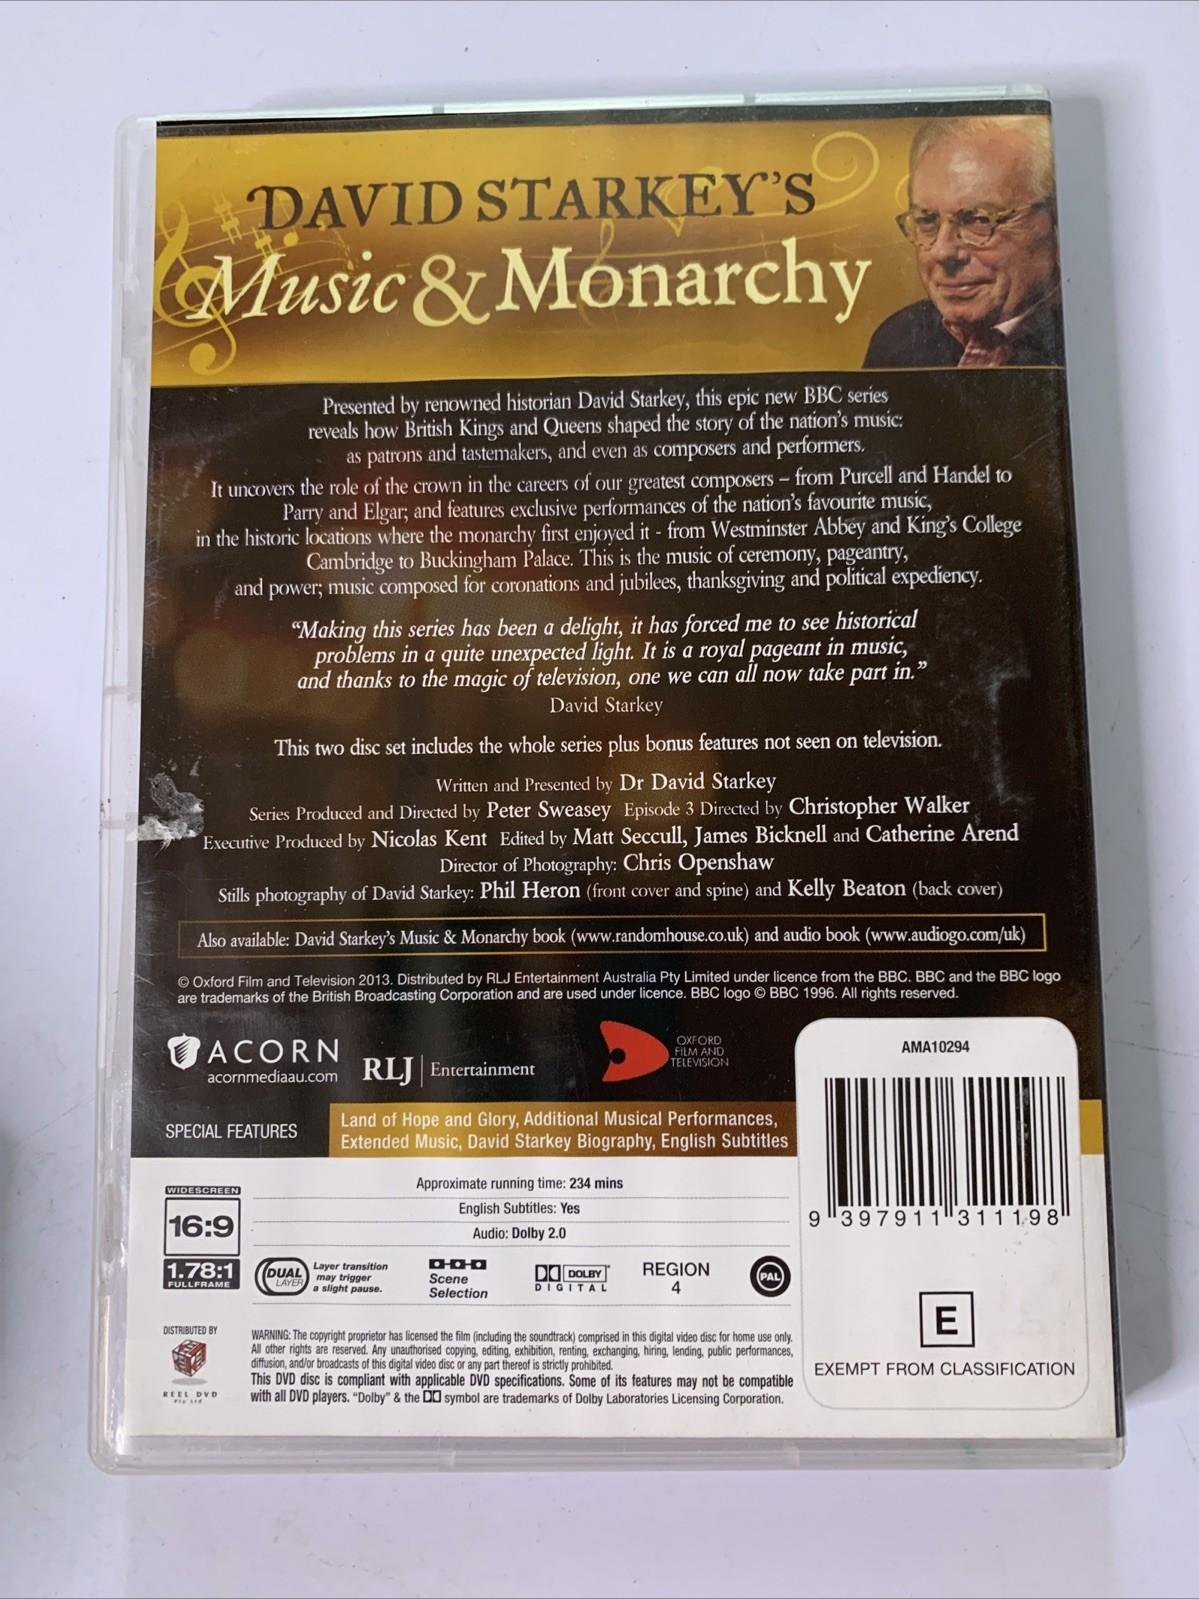 DAVID STARKEY'S
Music & Monarchy
Presented by renowned historian David Starkey, this epic new BBC series
reveals how British Kings and Queens shaped the story of the nation's music:
as patrons and tastemakers, and even as composers and performers.
It uncovers the role of the crown in the careers of our greatest composers – from Purcell and Handel to
Parry and Elgar; and features exclusive performances of the nation's favourite music,
in the historic locations where the monarchy first enjoyed it - from Westminster Abbey and King's College
Cambridge to Buckingham Palace. This is the music of ceremony, pageantry,
and power; music composed for coronations and jubilees, thanksgiving and political expediency.
"Making this series has been a delight, it has forced me to see historical
problems in a quite unexpected light. It is a royal pageant in music,
and thanks to the magic of television, one we can all now take part in."
David Starkey
This two disc set includes the whole series plus bonus features not seen on television.
Written and Presented by Dr David Starkey
Series Produced and Directed by Peter Sweasey Episode 3 Directed by Christopher Walker
Executive Produced by Nicolas Kent Edited by Matt Seccull, James Bicknell and Catherine Arend
Director of Photography: Chris Openshaw
Stills photography of David Starkey: Phil Heron (front cover and spine) and Kelly Beaton (back cover)
Also available: David Starkey's Music & Monarchy book (www.randomhouse.co.uk) and audio book (www.audiogo.com/uk)
© Oxford Film and Television 2013. Distributed by RLJ Entertainment Australia Pty Limited under licence from the BBC. BBC and the BBC logo
are trademarks of the British Broadcasting Corporation and are used under licence. BBC logo © BBC 1996. All rights reserved.
ACORN
acornmediaau.com
RLJ Entertainment
OXFORD
FILM AND
TELEVISION
AMA10294
9 397911 311198
E
EXEMPT FROM CLASSIFICATION
SPECIAL FEATURES
Land of Hope and Glory, Additional Musical Performances,
Extended Music, David Starkey Biography, English Subtitles
Approximate running time: 234 mins
English Subtitles: Yes
Audio: Dolby 2.0
WIDESCREEN
16:9
1.78:1
FULLFRAME
DUAL
LAYER
Layer transition
may trigger
a slight pause.
Scene
Selection
DOLBY
DIGITAL
REGION
4
PAL
DISTRIBUTED BY
REEL DVD
Pty Ltd
WARNING: The copyright proprietor has licensed the film (including the soundtrack) comprised in this digital video disc for home use only.
All other rights are reserved. Any unauthorised copying, editing, exhibition, renting, exchanging, hiring, lending, public performances,
diffusion, and/or broadcasts of this digital video disc or any part thereof is strictly prohibited.
This DVD disc is compliant with applicable DVD specifications. Some of its features may not be compatible
with all DVD players. "Dolby" & the DD symbol are trademarks of Dolby Laboratories Licensing Corporation.